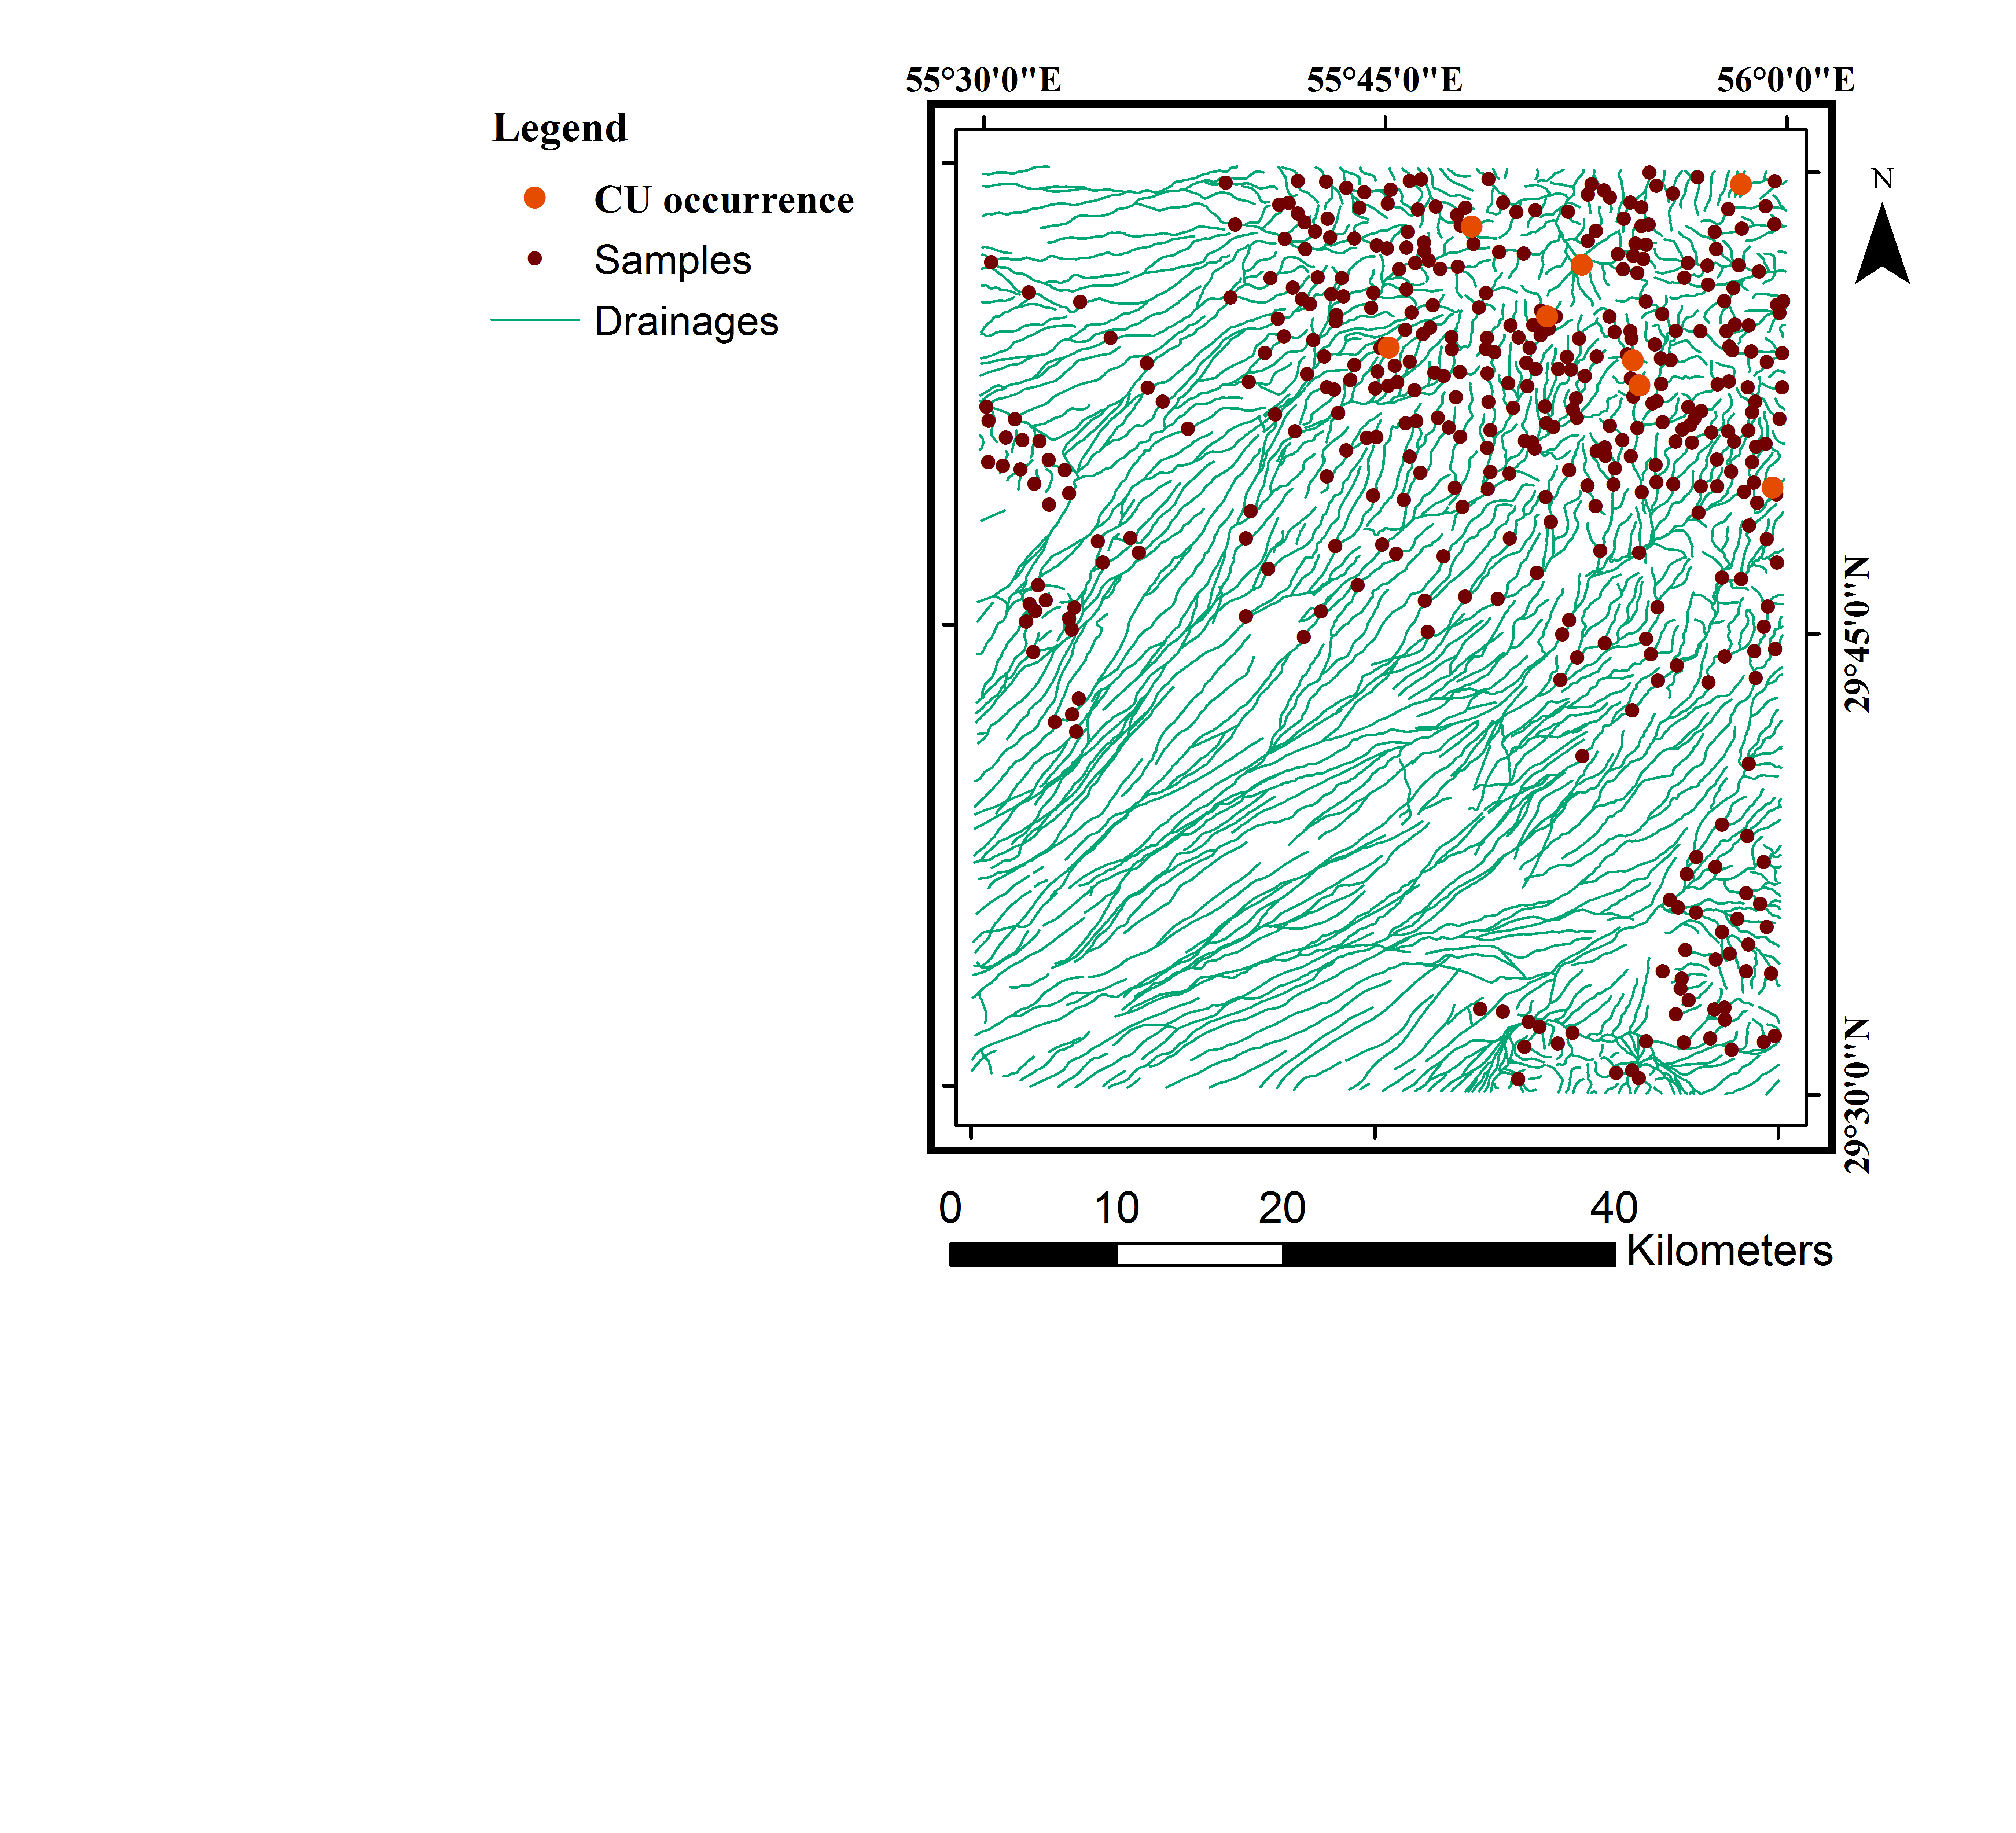 55°30'0"E 55°45'0"E 56°0'0"E
Legend
CU occurrence
Samples
Drainages
N
29°45'0"N
29°30'0"N
0 10 20 40
Kilometers